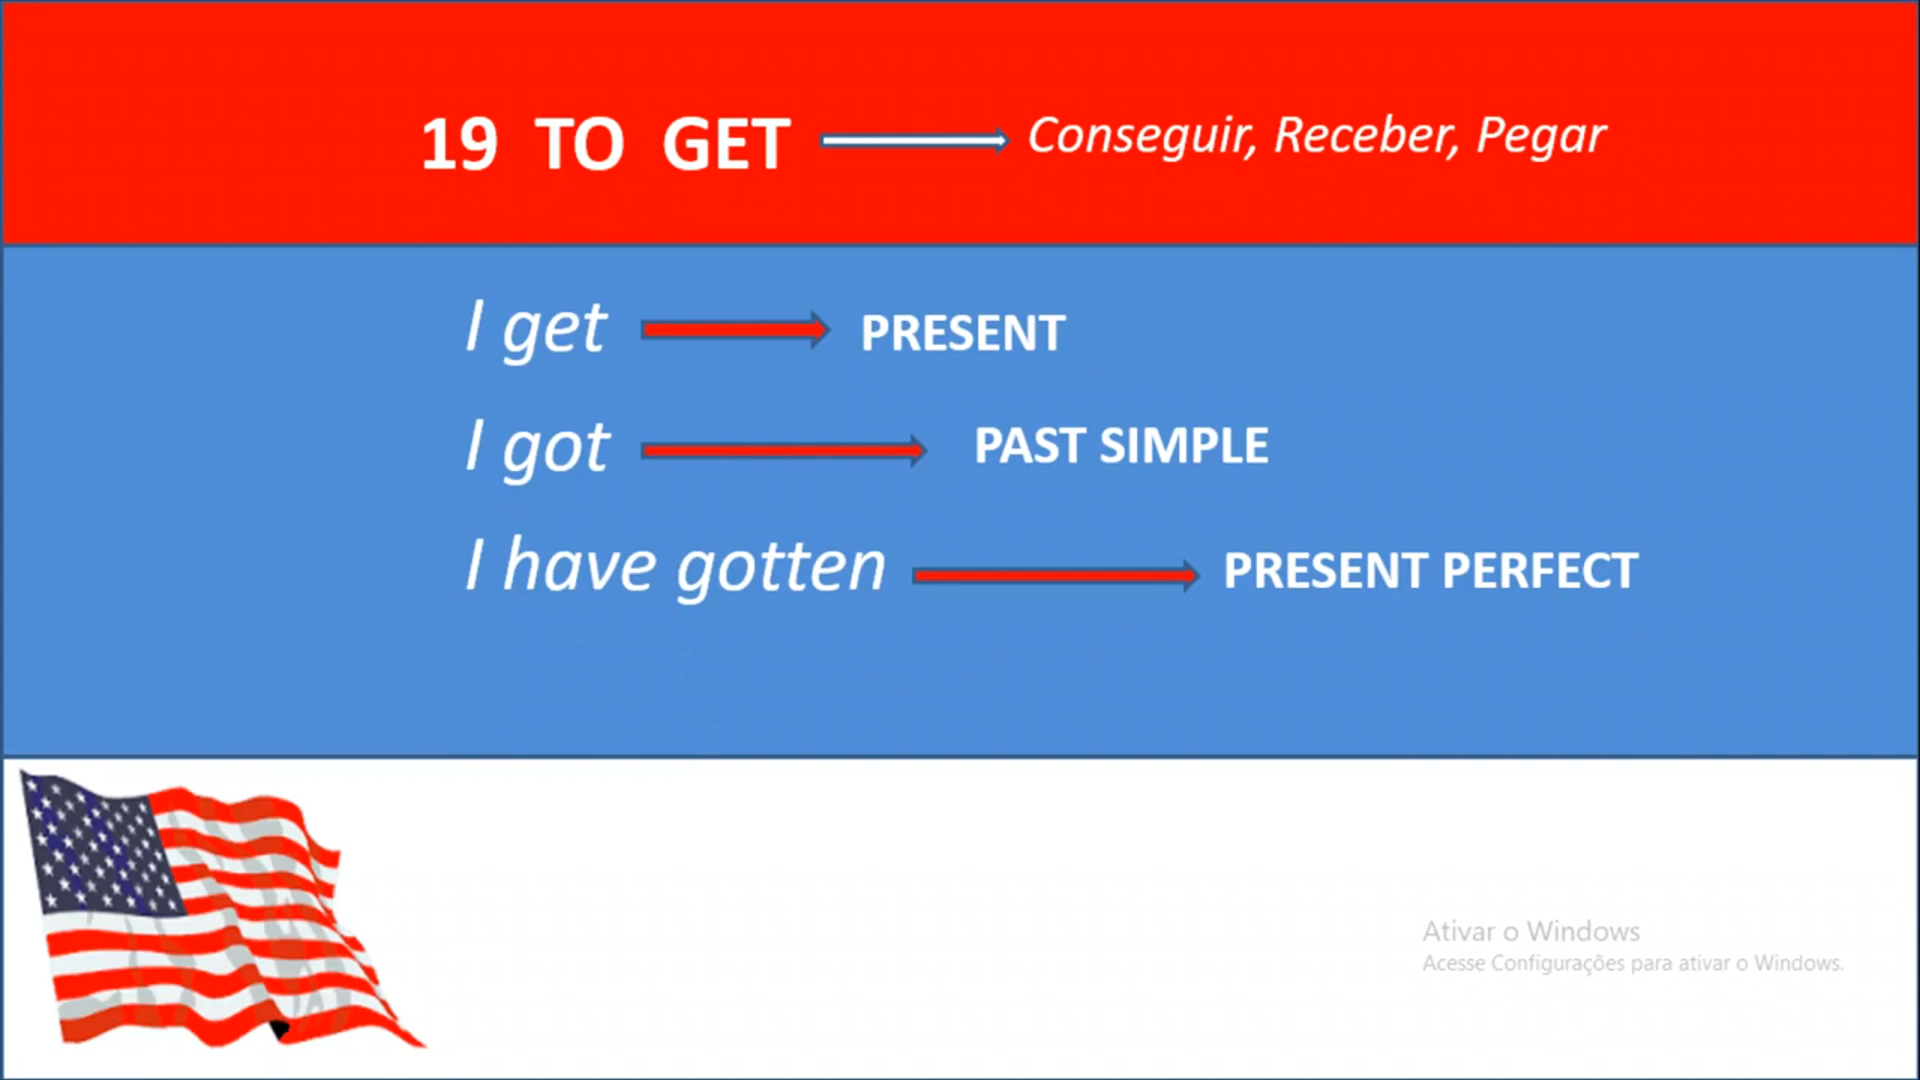 19 TO GET Conseguir, Receber, Pegar
I get PRESENT
I got PAST SIMPLE
I have gotten PRESENT PERFECT
Ativar o Windows
Acesse Configurações para ativar o Windows.